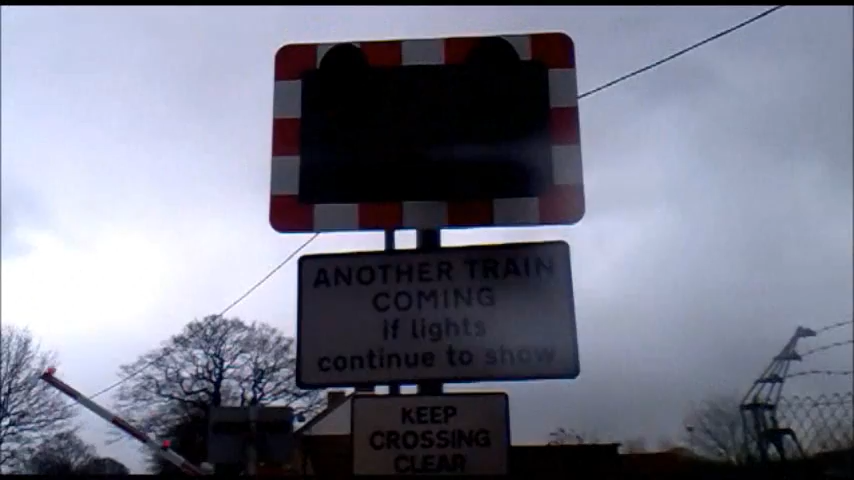 ANOTHER TRAIN
COMING
if lights
continue to show
KEEP
CROSSING
CLEAR